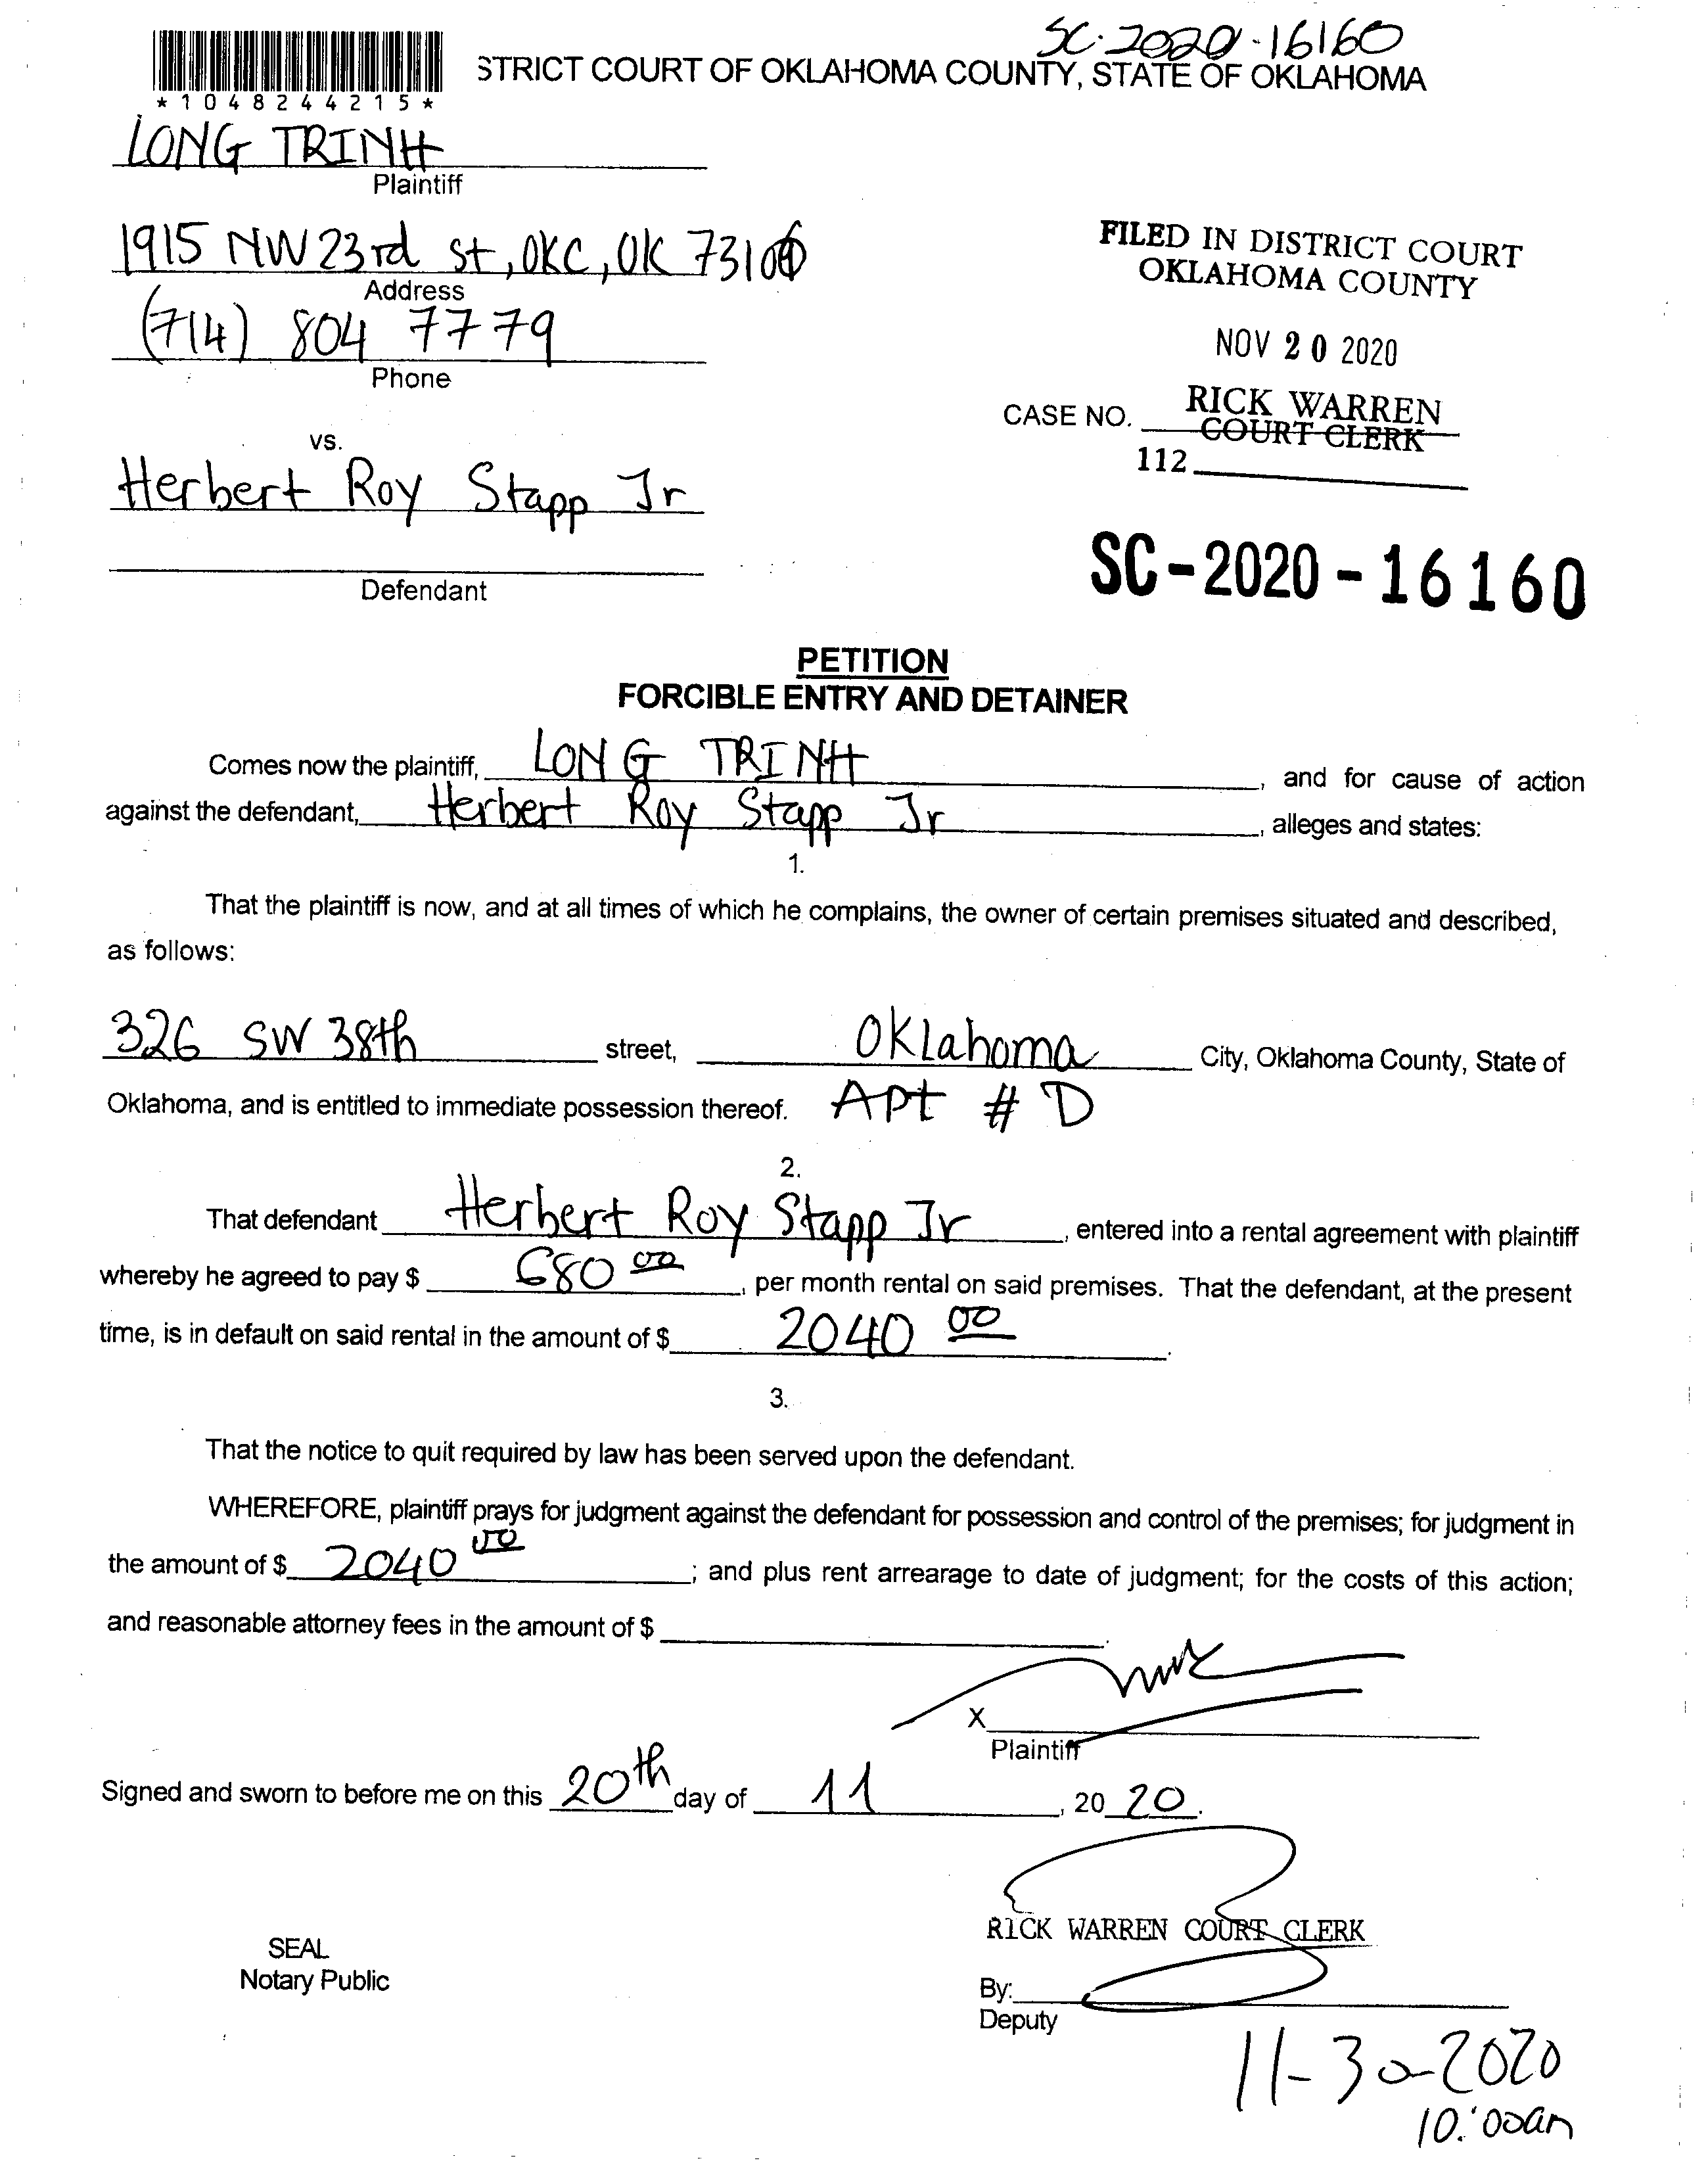 SC-2020-16160
STRICT COURT OF OKLAHOMA COUNTY, STATE OF OKLAHOMA
*1048244215*
LONG TRINH
Plaintiff
1915 NW 23rd st, OKC, OK 73106
Address
(714) 804 7779
Phone
FILED IN DISTRICT COURT
OKLAHOMA COUNTY
NOV 20 2020
RICK WARREN
CASE NO.
COURT CLERK
112
vs.
Herbert Roy Stapp Jr
Defendant
SC-2020-16160
PETITION
FORCIBLE ENTRY AND DETAINER
Comes now the plaintiff, LONG TRINH, and for cause of action
against the defendant, Herbert Roy Stapp Jr, alleges and states:
1.
That the plaintiff is now, and at all times of which he complains, the owner of certain premises situated and described,
as follows:
326 SW 38th street, OKLahoma City, Oklahoma County, State of
Oklahoma, and is entitled to immediate possession thereof. Apt # D
2.
That defendant Herbert Roy Stapp Jr, entered into a rental agreement with plaintiff
whereby he agreed to pay $ 680 00, per month rental on said premises. That the defendant, at the present
time, is in default on said rental in the amount of $ 2040 00.
3.
That the notice to quit required by law has been served upon the defendant.
WHEREFORE, plaintiff prays for judgment against the defendant for possession and control of the premises; for judgment in
the amount of $ 2040 00; and plus rent arrearage to date of judgment; for the costs of this action;
and reasonable attorney fees in the amount of $ .
X
Plaintiff
Signed and sworn to before me on this 20th day of 11, 20 20.
RICK WARREN COURT CLERK
SEAL
Notary Public
By:
Deputy
11-30-2020
10:00am